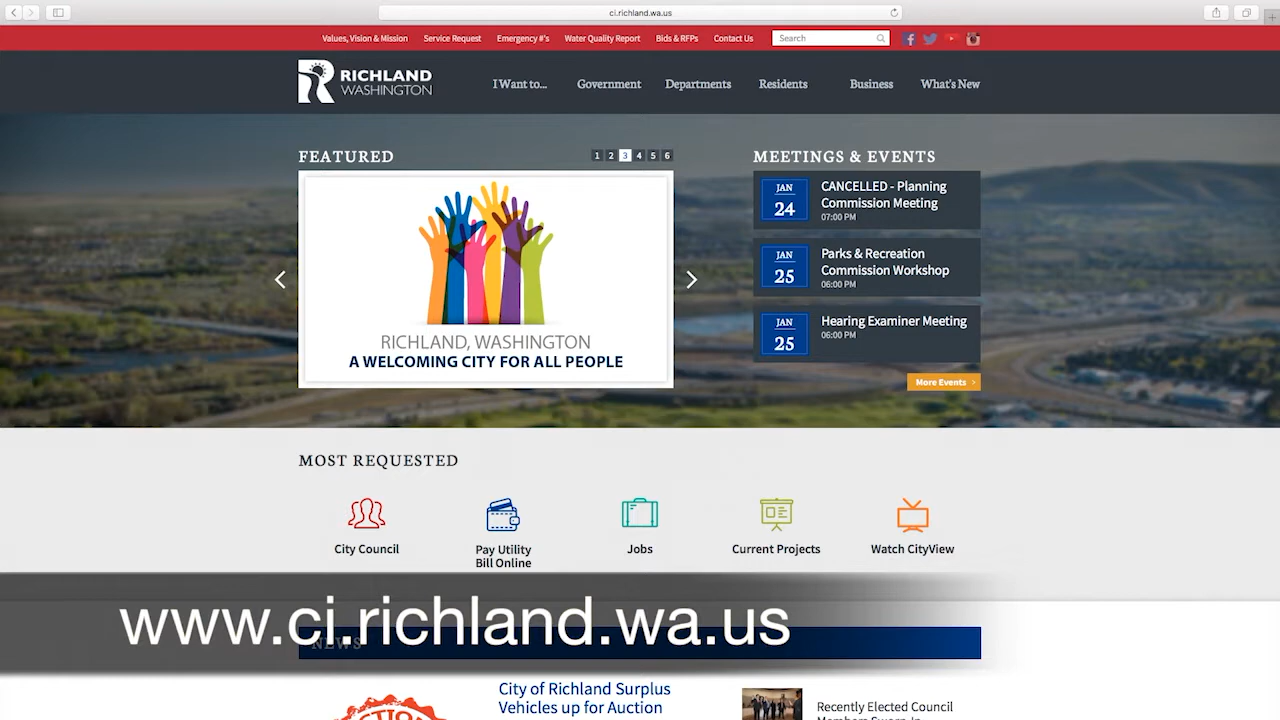 ci.richland.wa.us
Values, Vision & Mission Service Request Emergency #'s Water Quality Report Bids & RFPs Contact Us Search
RICHLAND
WASHINGTON
I Want to... Government Departments Residents Business What's New
FEATURED
1 2 3 4 5 6
RICHLAND, WASHINGTON
A WELCOMING CITY FOR ALL PEOPLE
MEETINGS & EVENTS
JAN
24
CANCELLED - Planning
Commission Meeting
07:00 PM
JAN
25
Parks & Recreation
Commission Workshop
06:00 PM
JAN
25
Hearing Examiner Meeting
06:00 PM
More Events >
MOST REQUESTED
City Council
Pay Utility
Bill Online
Jobs
Current Projects
Watch CityView
www.ci.richland.wa.us
NEWS
City of Richland Surplus
Vehicles up for Auction
Recently Elected Council
Members Sworn-In